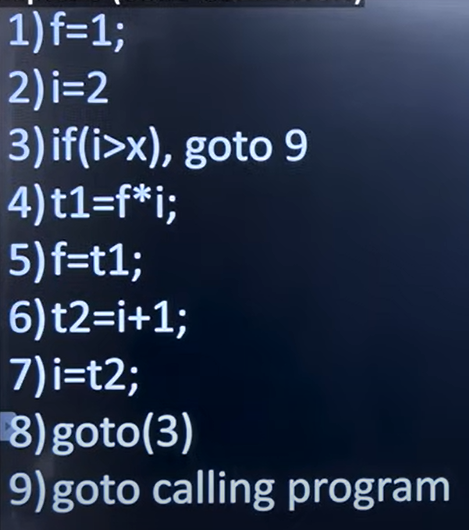 1)f=1;
2)i=2
3)if(i>x), goto 9
4)t1=f*i;
5)f=t1;
6)t2=i+1;
7)i=t2;
8)goto(3)
9)goto calling program